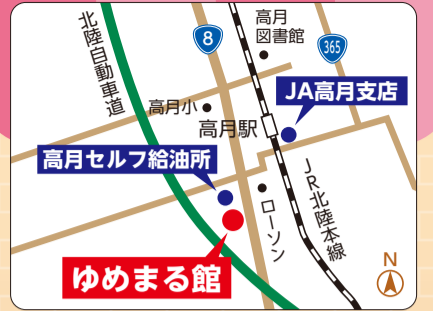 北陸自動車道
8
高月
図書館
365
JA高月支店
高月小
高月駅
高月セルフ給油所
JR北陸本線
ローソン
ゆめまる館
N